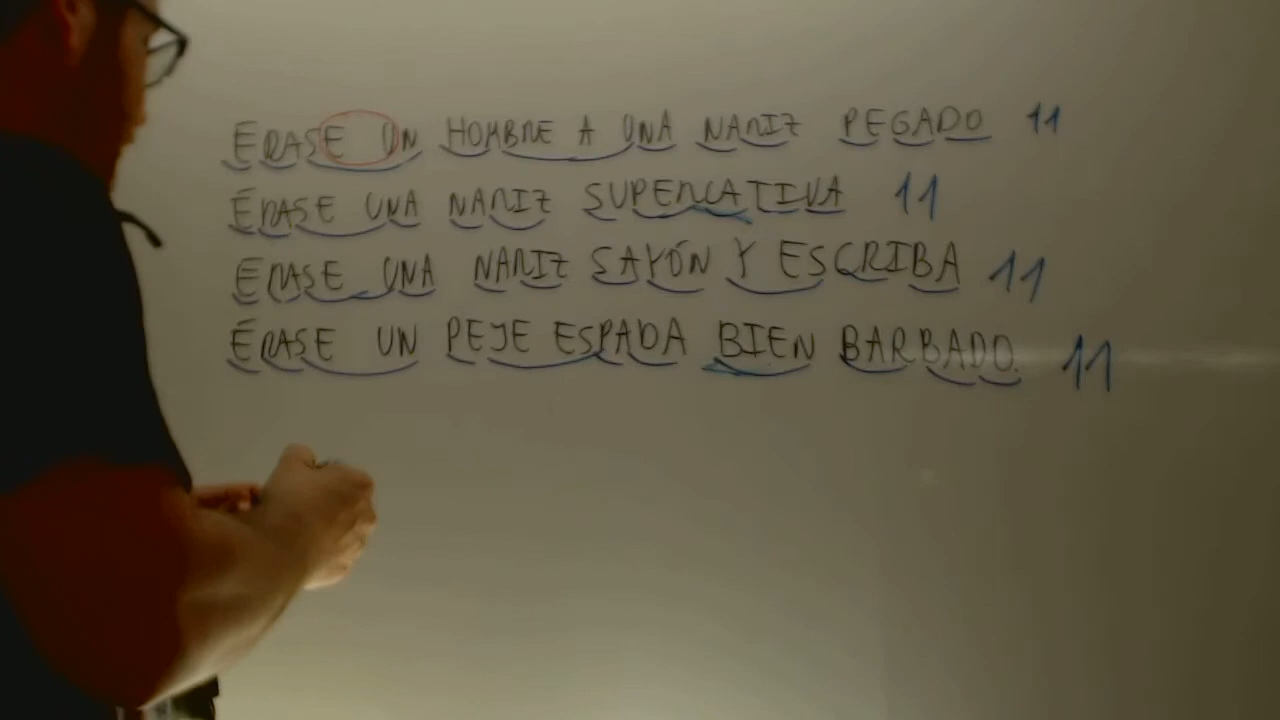 ÉRASE UN HOMBRE A UNA NARIZ PEGADO 11
ÉRASE UNA NARIZ SUPERLATIVA 11
ÉRASE UNA NARIZ SAYÓN Y ESCRIBA 11
ÉRASE UN PEJE ESPADA BIEN BARBADO. 11